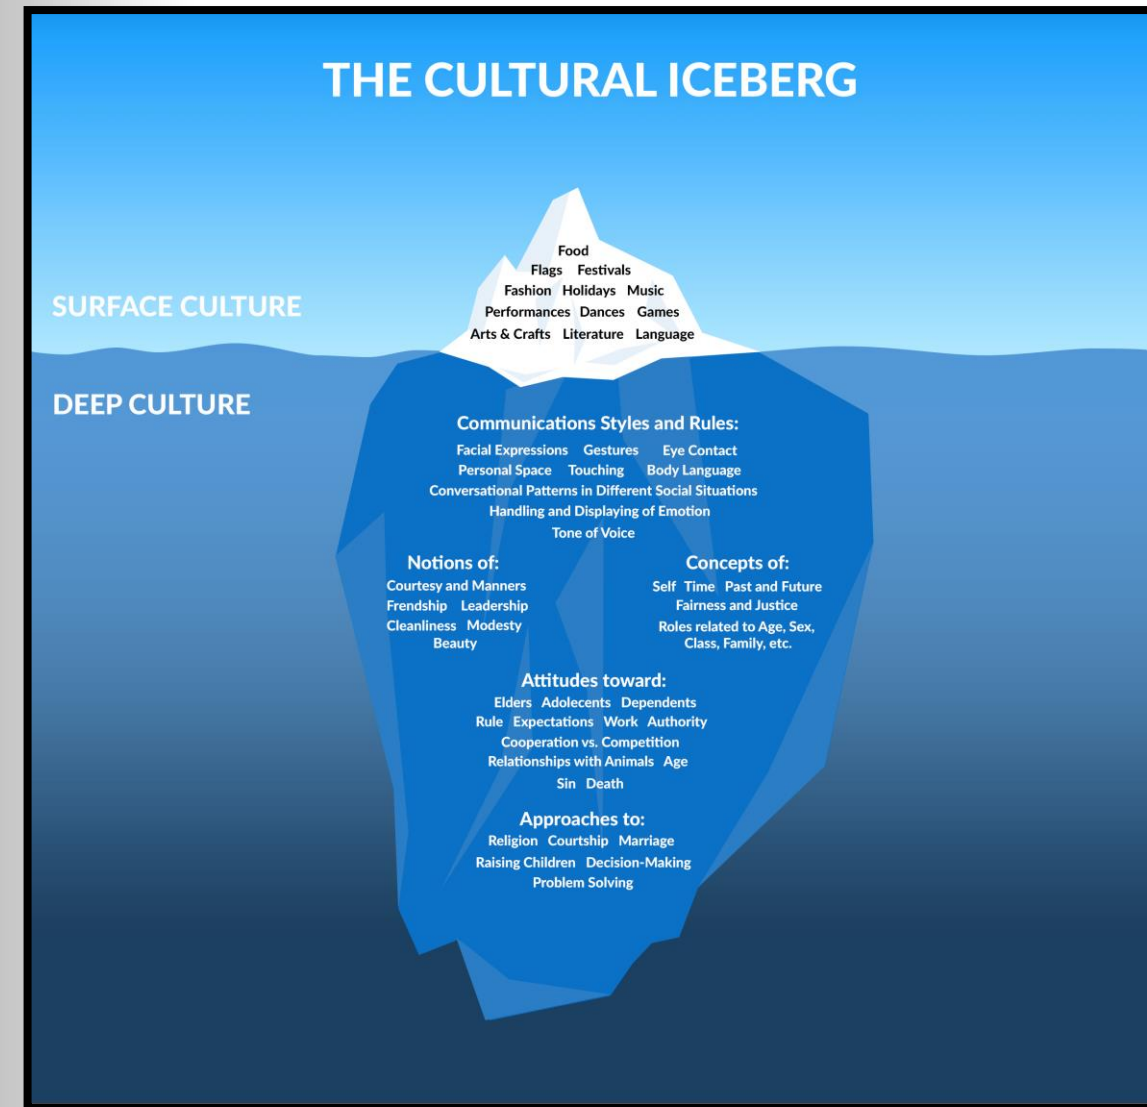 THE CULTURAL ICEBERG
Food
Flags Festivals
Fashion Holidays Music
Performances Dances Games
Arts & Crafts Literature Language
SURFACE CULTURE
DEEP CULTURE
Communications Styles and Rules:
Facial Expressions Gestures Eye Contact
Personal Space Touching Body Language
Conversational Patterns in Different Social Situations
Handling and Displaying of Emotion
Tone of Voice
Notions of:
Courtesy and Manners
Frendship Leadership
Cleanliness Modesty
Beauty
Concepts of:
Self Time Past and Future
Fairness and Justice
Roles related to Age, Sex,
Class, Family, etc.
Attitudes toward:
Elders Adolecents Dependents
Rule Expectations Work Authority
Cooperation vs. Competition
Relationships with Animals Age
Sin Death
Approaches to:
Religion Courtship Marriage
Raising Children Decision-Making
Problem Solving